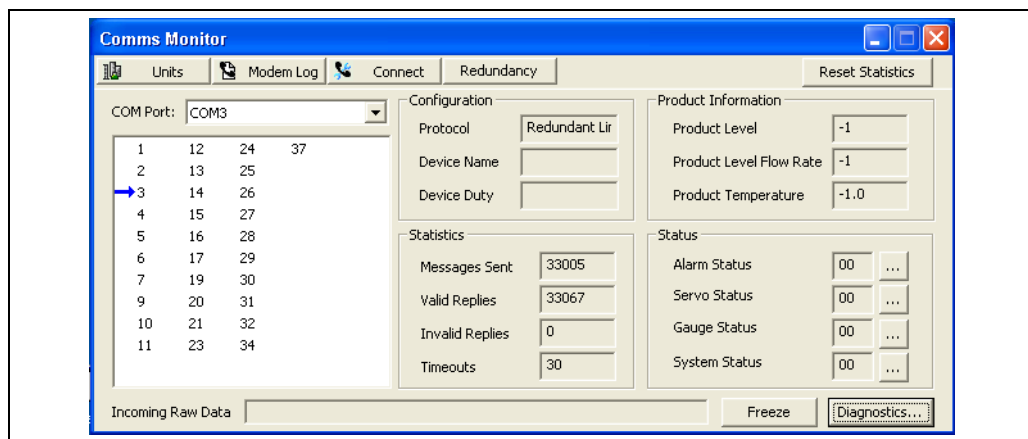 Comms Monitor
Units Modem Log Connect Redundancy Reset Statistics
COM Port: COM3
1 12 24 37
2 13 25
3 14 26
4 15 27
5 16 28
6 17 29
7 19 30
9 20 31
10 21 32
11 23 34
Configuration
Protocol Redundant Lir
Device Name
Device Duty
Product Information
Product Level -1
Product Level Flow Rate -1
Product Temperature -1.0
Statistics
Messages Sent 33005
Valid Replies 33067
Invalid Replies 0
Timeouts 30
Status
Alarm Status 00 ...
Servo Status 00 ...
Gauge Status 00 ...
System Status 00 ...
Incoming Raw Data Freeze Diagnostics...